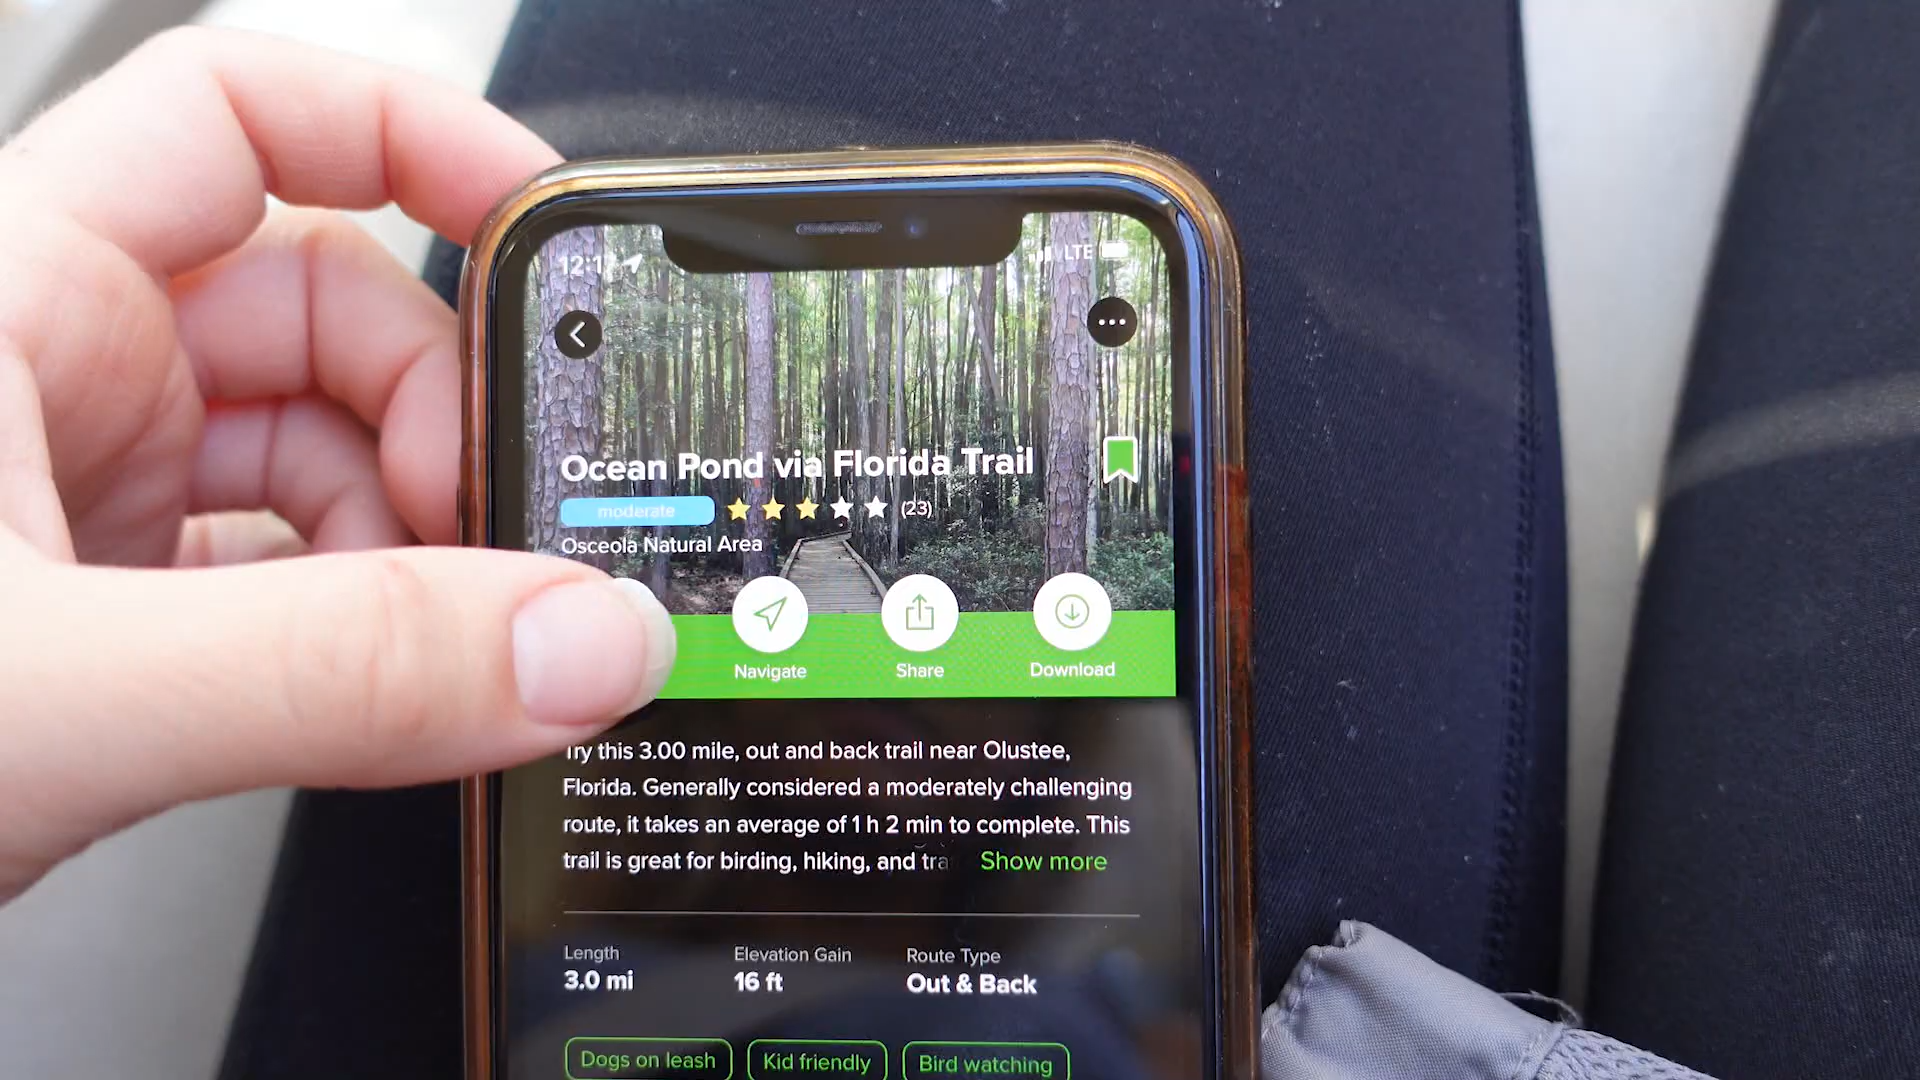 LTE
Ocean Pond via Florida Trail
moderate (23)
Osceola Natural Area
Navigate Share Download
Try this 3.00 mile, out and back trail near Olustee,
Florida. Generally considered a moderately challenging
route, it takes an average of 1 h 2 min to complete. This
trail is great for birding, hiking, and Show more
Length Elevation Gain Route Type
3.0 mi 16 ft Out & Back
Dogs on leash Kid friendly Bird watching